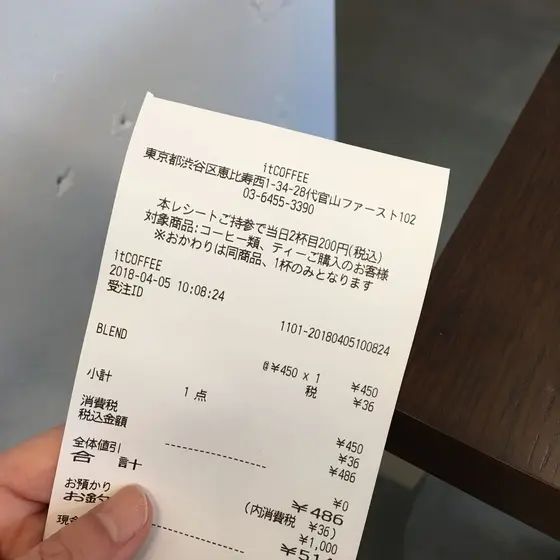 itCOFFEE
東京都渋谷区恵比寿西1-34-28代官山ファースト102
03-6455-3390
本レシートご持参で当日2杯目200円(税込)
対象商品:コーヒー類、ティーご購入のお客様
※おかわりは同商品、1杯のみとなります
itCOFFEE
2018-04-05 10:08:24
受注ID 1101-20180405100824
BLEND
@¥450 x 1 ¥450
税 ¥36
小計 1 点 ¥450
消費税 ¥36
税込金額 ¥486
全体値引 ¥0
合 計 ¥486
(内消費税 ¥36)
お預かり ¥1,000